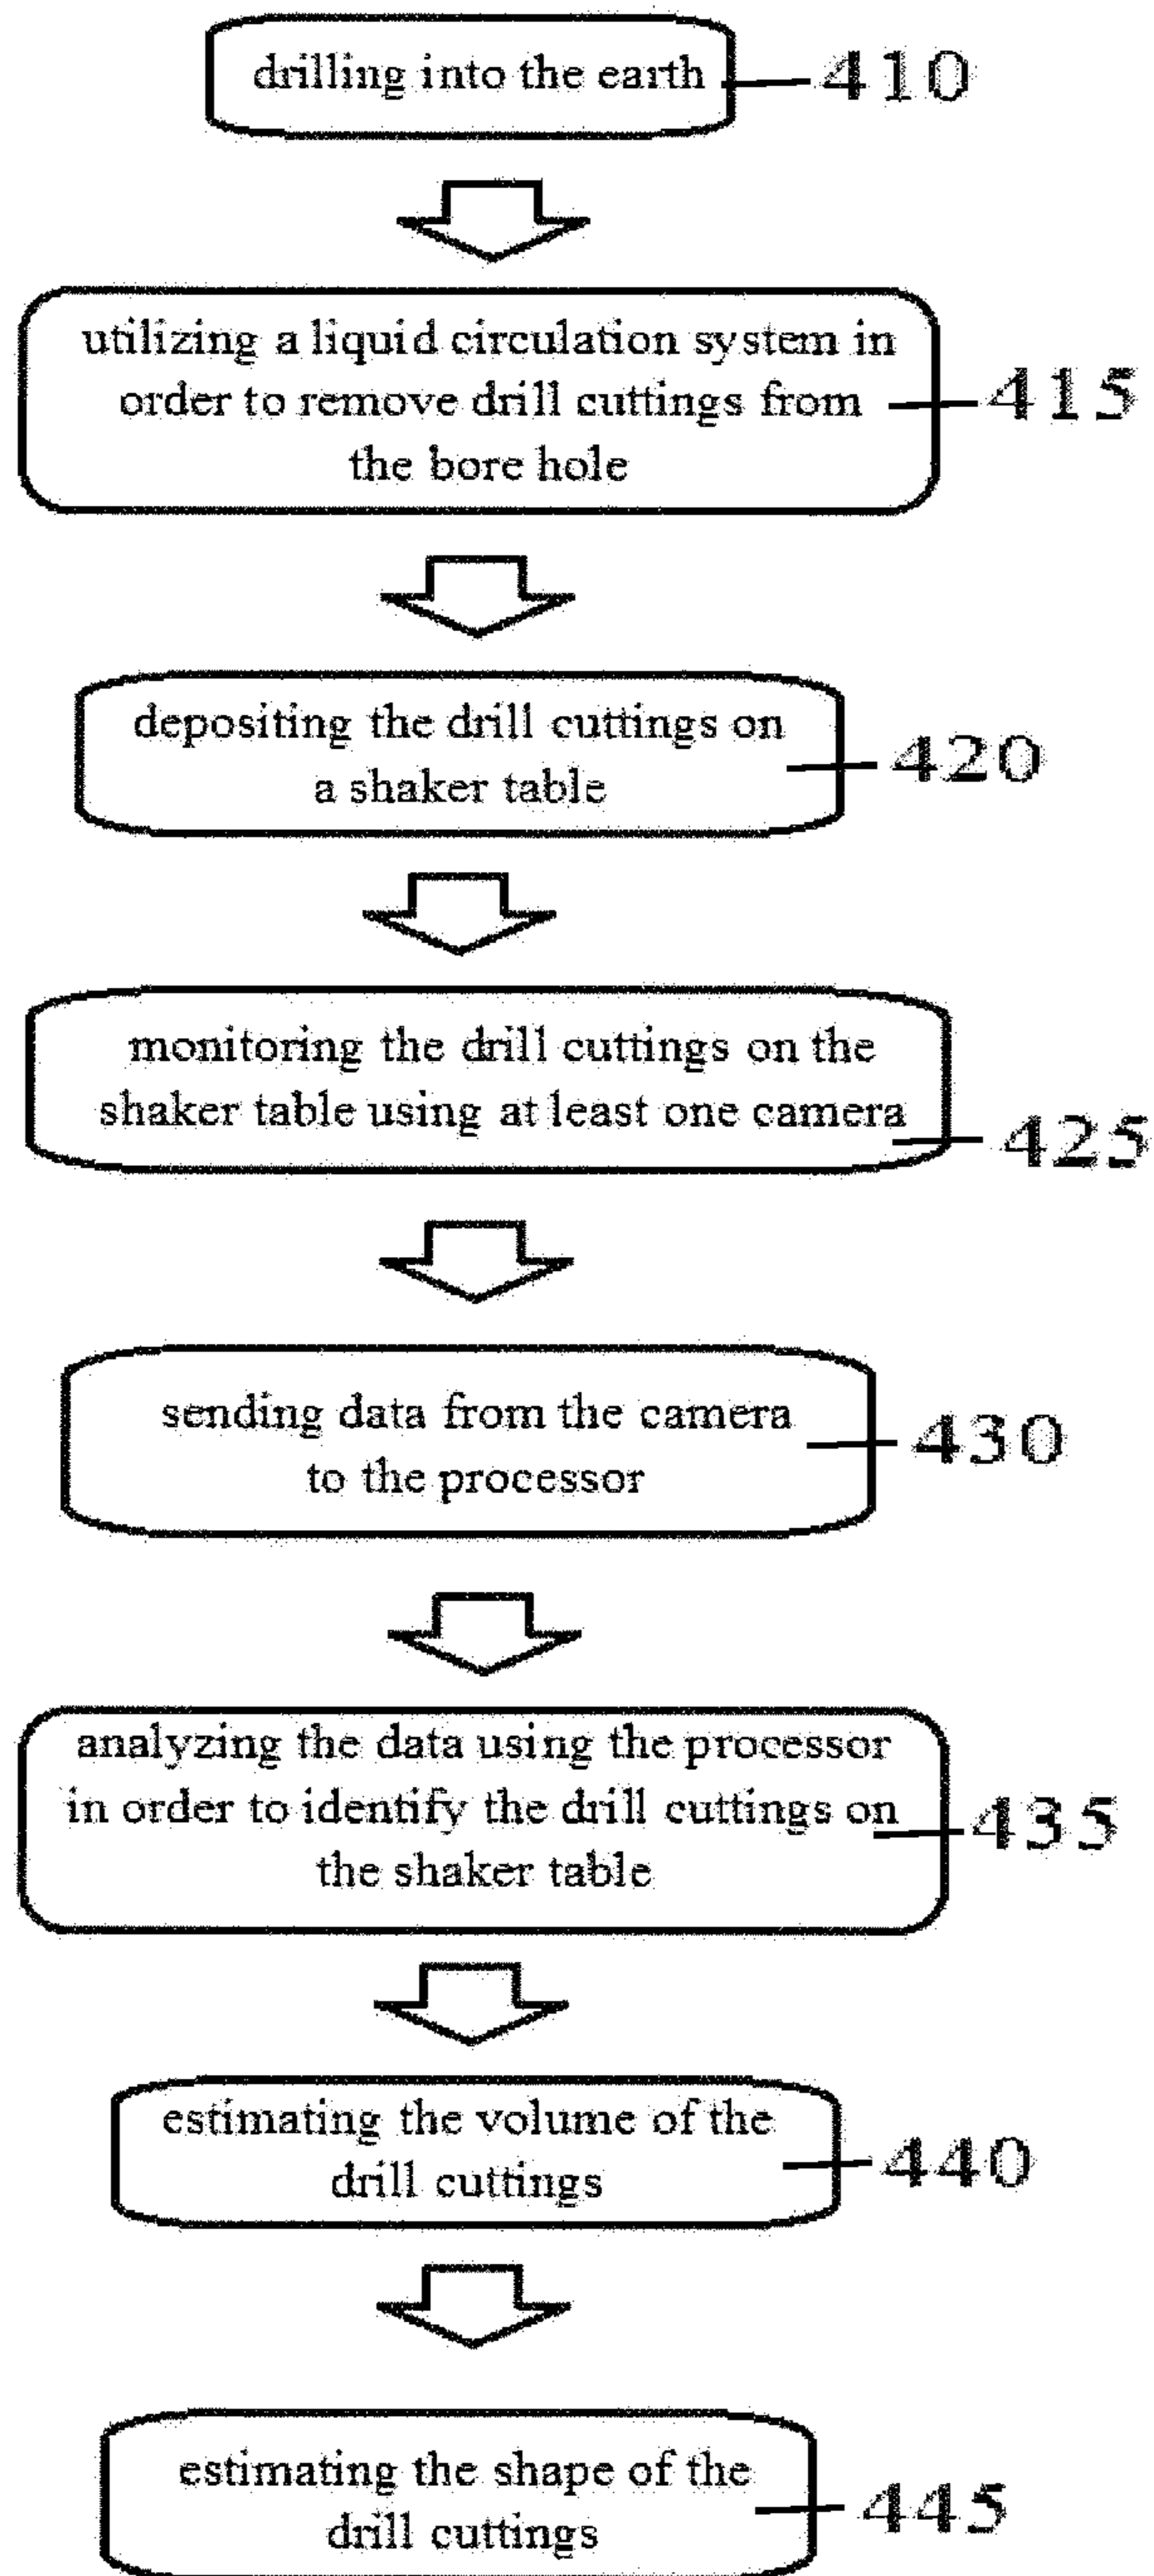 drilling into the earth 410
utilizing a liquid circulation system in
order to remove drill cuttings from 415
the bore hole
depositing the drill cuttings on
a shaker table 420
monitoring the drill cuttings on the
shaker table using at least one camera
425
sending data from the camera
to the processor 430
analyzing the data using the processor
in order to identify the drill cuttings on 435
the shaker table
estimating the volume of the
drill cuttings 440
estimating the shape of the
drill cuttings 445